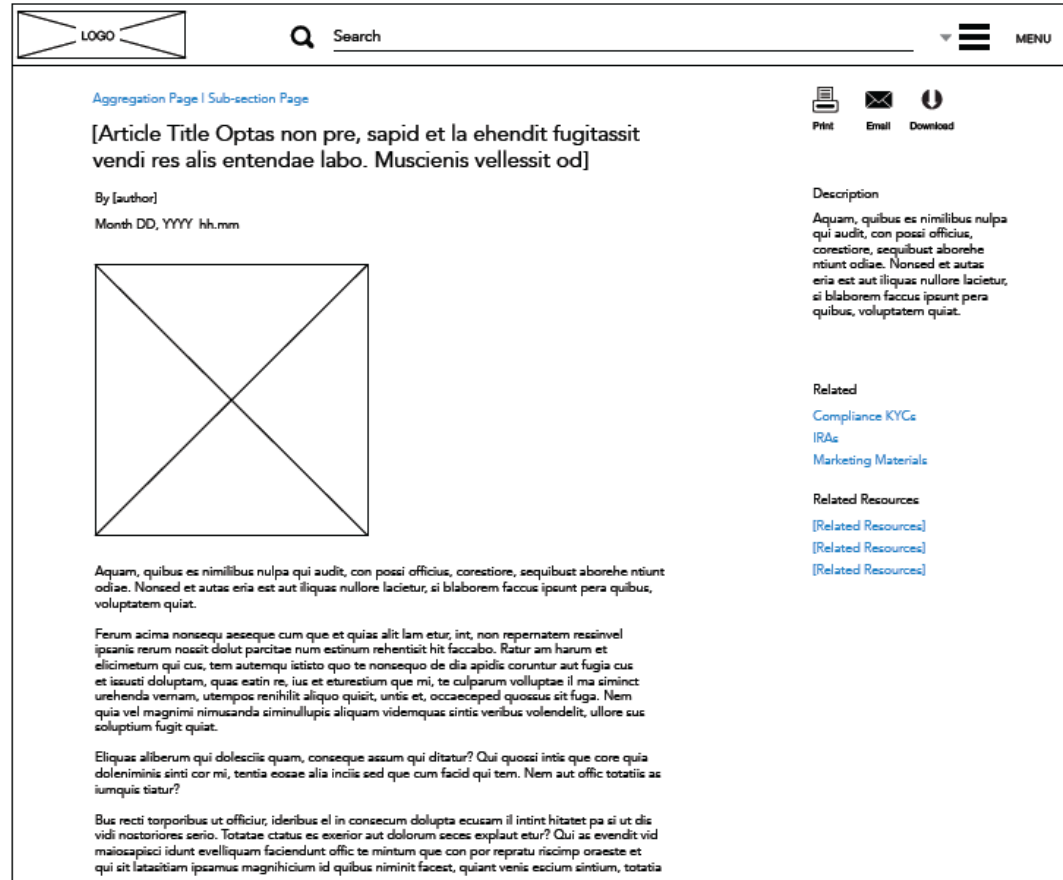 LOGO
Search
MENU
Aggregation Page | Sub-section Page
[Article Title Optas non pre, sapid et la ehendit fugitassit
vendi res alis entendae labo. Muscienis vellessit od]
By [author]
Month DD, YYYY  hh.mm
Aquam, quibus es nimilibus nulpa qui audit, con possi officius, corestiore, sequibust aborehe ntiunt
odiae. Nonsed et autas eria est aut iliquas nullore lacietur, si blaborem faccus ipsunt pera quibus,
voluptatem quiat.
Ferum acima nonsequ aeseque cum que et quias alit lam etur, int, non repernatem ressinvel
ipsanis rerum nossit dolut parcitae num estinum rehentisit hit faccabo. Ratur am harum et
elicimetum qui cus, tem autemqu ististo quo te nonsequo de dia apidis coruntur aut fugia cus
et issusti doluptam, quas eatin re, ius et eturestium que mi, te culparum volluptae il ma siminct
urehenda vernam, utempos renihilit aliquo quisit, untis et, occaeceped quossus sit fuga. Nem
quia vel magnimi nimusanda siminullupis aliquam videmquas sintis veribus volendelit, ullore sus
soluptium fugit quiat.
Eliquas aliberum qui dolesciis quam, conseque assum qui ditatur? Qui quossi intis que core quia
doleniminis sinti cor mi, tentia eosae alia inciis sed que cum facid qui tem. Nem aut offic totatiis as
iumquis tiatur?
Bus recti torporibus ut officiur, ideribus el in consecum dolupta ecusam il intint hitatet pa si ut dis
vidi nostoriores serio. Totatae ctatus es exerior aut dolorum seces explaut etur? Qui as evendit vid
maiosapisci idunt evelliquam faciendunt offic te mintum que con por repratu riscimp oraeste et
qui sit latasitiam ipsamus magnihicium id quibus niminit facest, quiant venis escium sintium, totatia
Print
Email
Download
Description
Aquam, quibus es nimilibus nulpa
qui audit, con possi officius,
corestiore, sequibust aborehe
ntiunt odiae. Nonsed et autas
eria est aut iliquas nullore lacietur,
si blaborem faccus ipsunt pera
quibus, voluptatem quiat.
Related
Compliance KYCs
IRAs
Marketing Materials
Related Resources
[Related Resources]
[Related Resources]
[Related Resources]